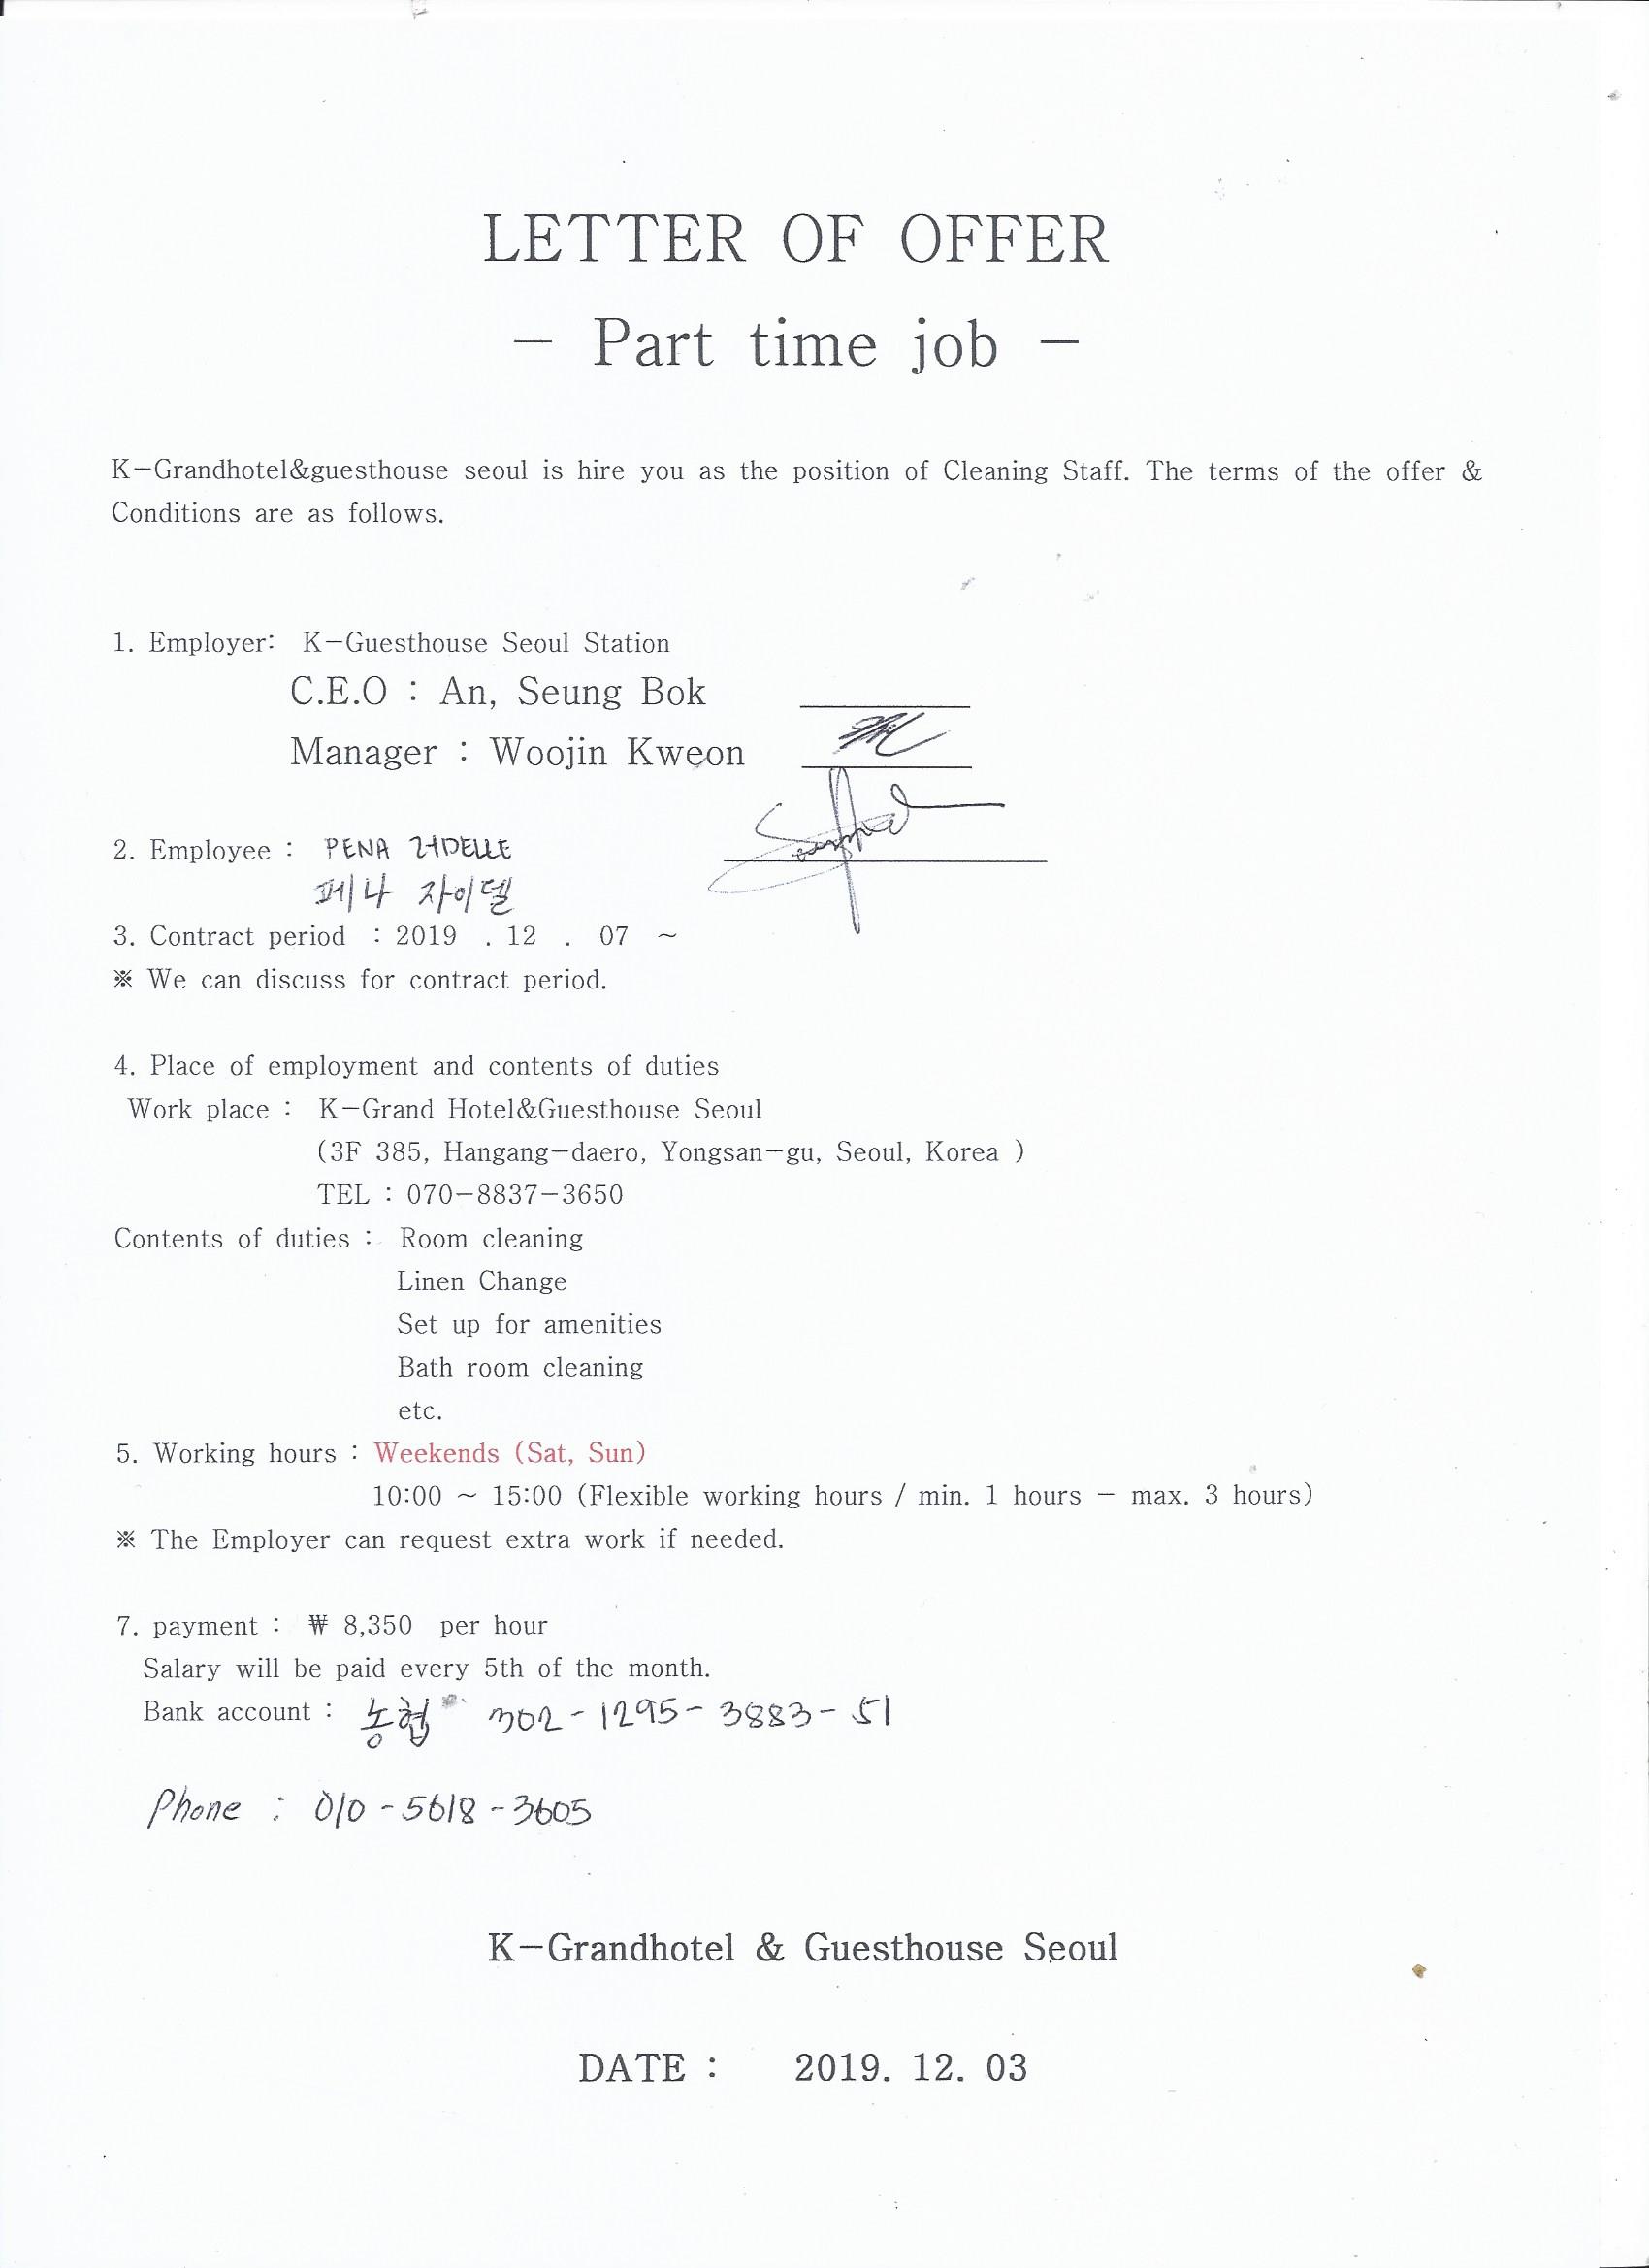 LETTER OF OFFER
- Part time job -
K-Grandhotel&guesthouse seoul is hire you as the position of Cleaning Staff. The terms of the offer &
Conditions are as follows.
1. Employer: K-Guesthouse Seoul Station
C.E.O : An, Seung Bok
Manager : Woojin Kweon
2. Employee : PENA
페나 자이델
3. Contract period : 2019 . 12 . 07 ~
※ We can discuss for contract period.
4. Place of employment and contents of duties
Work place : K-Grand Hotel&Guesthouse Seoul
(3F 385, Hangang-daero, Yongsan-gu, Seoul, Korea )
TEL : 070-8837-3650
Contents of duties : Room cleaning
Linen Change
Set up for amenities
Bath room cleaning
etc.
5. Working hours : Weekends (Sat, Sun)
10:00 ~ 15:00 (Flexible working hours / min. 1 hours - max. 3 hours)
※ The Employer can request extra work if needed.
7. payment : ₩ 8,350 per hour
Salary will be paid every 5th of the month.
Bank account : 농협 302-1295-3883-51
Phone : 010-5618-3605
K-Grandhotel & Guesthouse Seoul
DATE : 2019. 12. 03